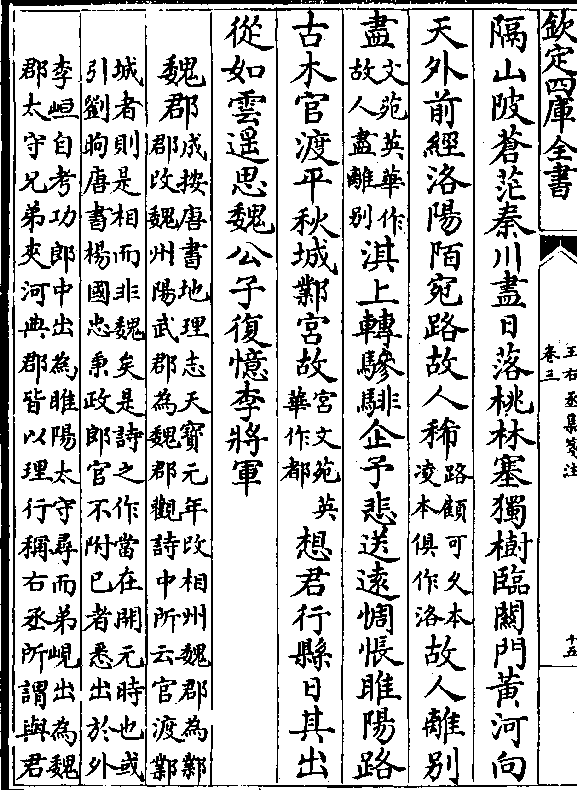 欽定四庫全書
王右丞集箋注
卷三
十五
隔山陂蒼茫秦川盡日落桃林塞獨樹臨關門黃河向
天外前經洛陽陌宛路故人稀路顧可久本凌本俱作洛故人離別
盡文苑英華作故人盡離別淇上轉驂騑企予悲送遠惆悵睢陽路
古木官渡平秋城鄴宮故宮文苑英華作都想君行縣日其出
從如雲遥思魏公子復憶李將軍
魏郡成按唐書地理志天寶元年改相州魏郡為鄴
郡改魏州陽武郡為魏郡觀詩中所云官渡鄴
城者則是相而非魏矣是詩之作當在開元時也或
引劉昫唐書楊國忠秉政郎官不附已者悉出於外
李峘自考功郎中出為睢陽太守尋而弟峴出為魏
郡太守兄弟夾河典郡皆以理行稱右丞所謂與君